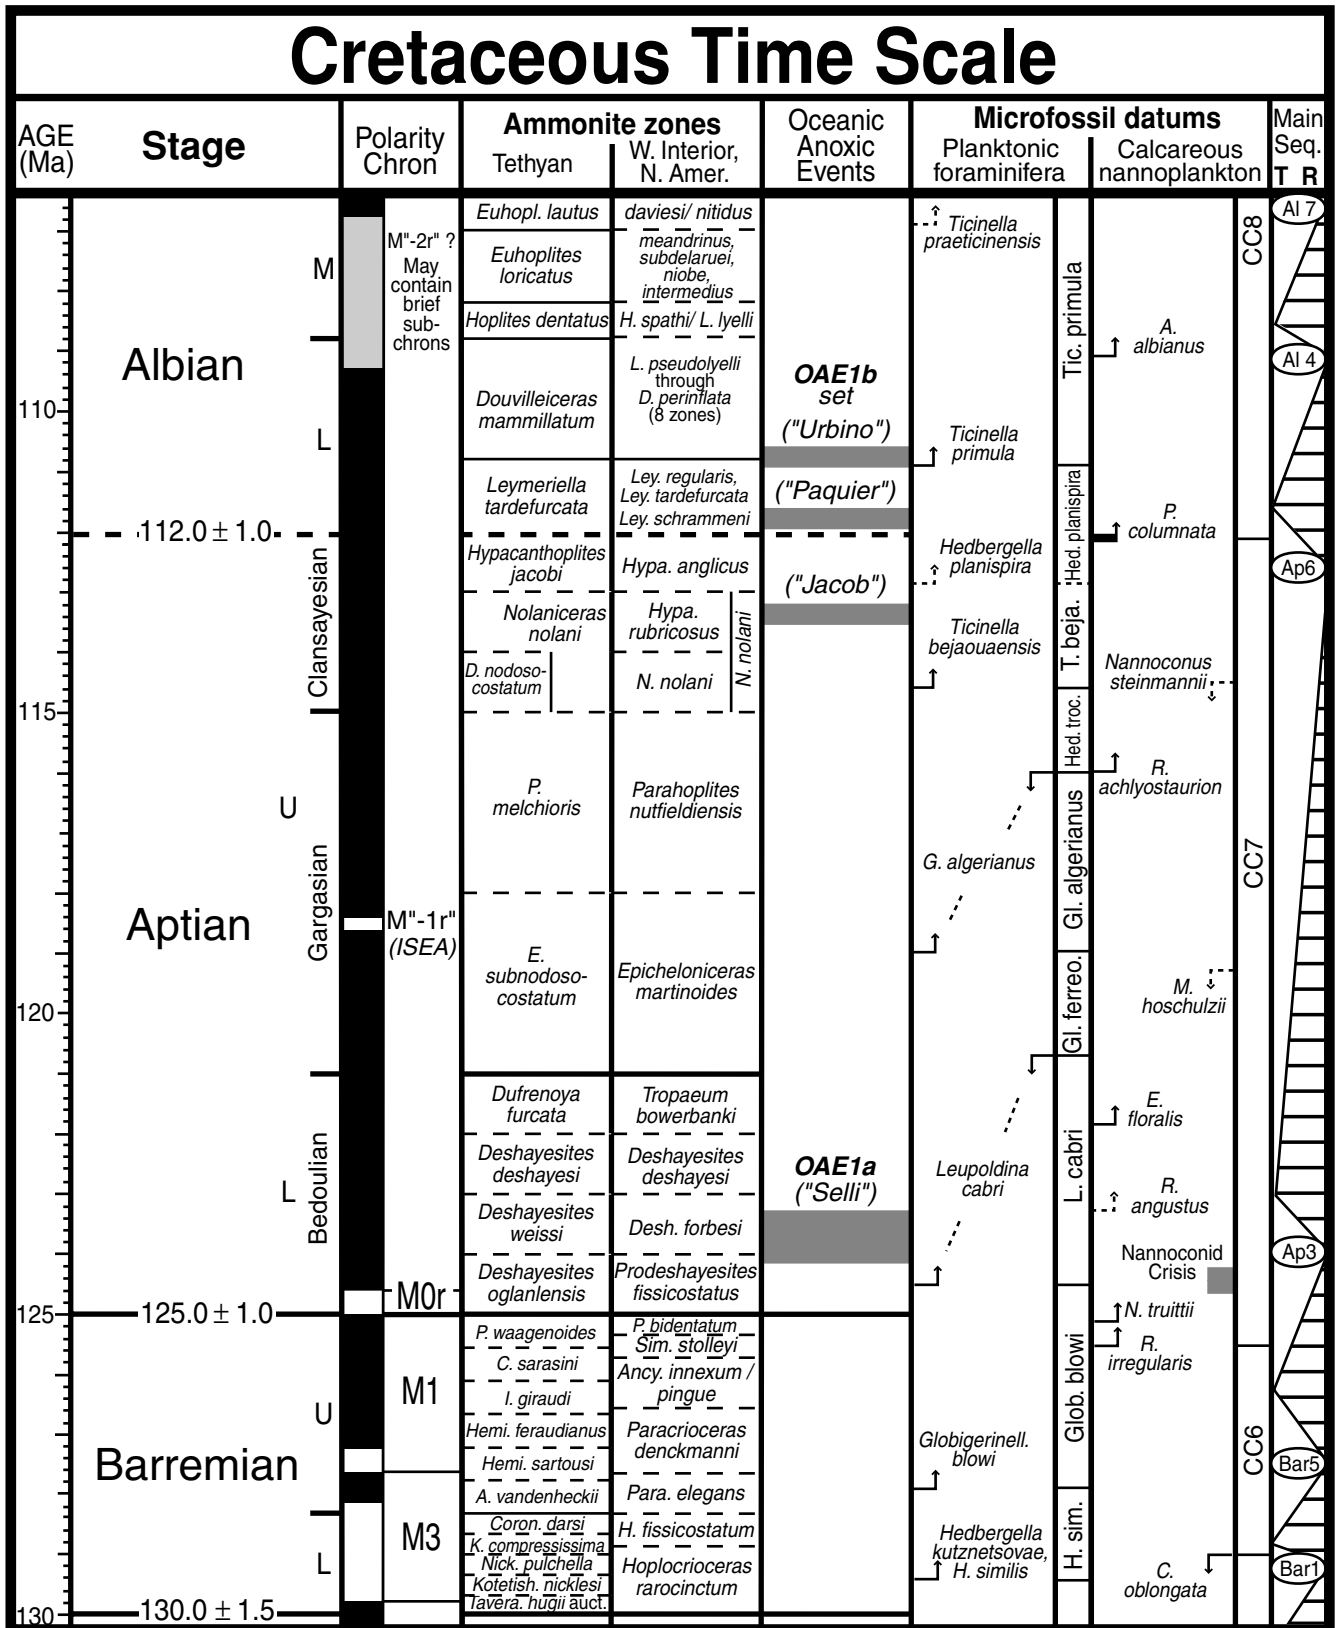 Cretaceous Time Scale
AGE
(Ma)
Stage
Polarity
Chron
Ammonite zones
Tethyan
W. Interior,
N. Amer.
Oceanic
Anoxic
Events
Microfossil datums
Planktonic
foraminifera
Calcareous
nannoplankton
Main
Seq.
T R
110
115
120
125
130
Albian
M
L
112.0 ± 1.0
Aptian
U
L
Clansayesian
Gargasian
Bedoulian
125.0 ± 1.0
Barremian
U
L
130.0 ± 1.5
M"-2r" ?
May
contain
brief
sub-
chrons
M"-1r"
(ISEA)
M0r
M1
M3
Euhopl. lautus
Euhoplites
loricatus
Hoplites dentatus
Douvilleiceras
mammillatum
Leymeriella
tardefurcata
Hypacanthoplites
jacobi
Nolaniceras
nolani
D. nodoso-
costatum
P.
melchioris
E.
subnodoso-
costatum
Dufrenoya
furcata
Deshayesites
deshayesi
Deshayesites
weissi
Deshayesites
oglanlensis
P. waagenoides
C. sarasini
I. giraudi
Hemi. feraudianus
Hemi. sartousi
A. vandenheckii
Coron. darsi
K. compressissima
Nick. pulchella
Kotetish. nicklesi
Tavera. hugii auct.
daviesi/ nitidus
meandrinus,
subdelaruei,
niobe,
intermedius
H. spathi/ L. lyelli
L. pseudolyelli
through
D. perinflata
(8 zones)
Ley. regularis,
Ley. tardefurcata
Ley. schrammeni
Hypa. anglicus
Hypa.
rubricosus
N. nolani
N. nolani
Parahoplites
nutfieldiensis
Epicheloniceras
martinoides
Tropaeum
bowerbanki
Deshayesites
deshayesi
Desh. forbesi
Prodeshayesites
fissicostatus
P. bidentatum
Sim. stolleyi
Ancy. innexum /
pingue
Paracrioceras
denckmanni
Para. elegans
H. fissicostatum
Hoplocrioceras
rarocinctum
OAE1b
set
("Urbino")
("Paquier")
("Jacob")
OAE1a
("Selli")
Ticinella
praeticinensis
Ticinella
primula
Hedbergella
planispira
Ticinella
bejaouaensis
G. algerianus
Leupoldina
cabri
Globigerinell.
blowi
Hedbergella
kutznetsovae,
H. similis
Tic. primula
Hed. planispira
T. beja.
Hed. troc.
Gl. algerianus
Gl. ferreo.
L. cabri
Glob. blowi
H. sim.
A.
albianus
P.
columnata
Nannoconus
steinmannii
R.
achlyostaurion
M.
hoschulzii
E.
floralis
R.
angustus
Nannoconid
Crisis
N. truittii
R.
irregularis
C.
oblongata
CC8
CC7
CC6
Al 7
Al 4
Ap6
Ap3
Bar5
Bar1